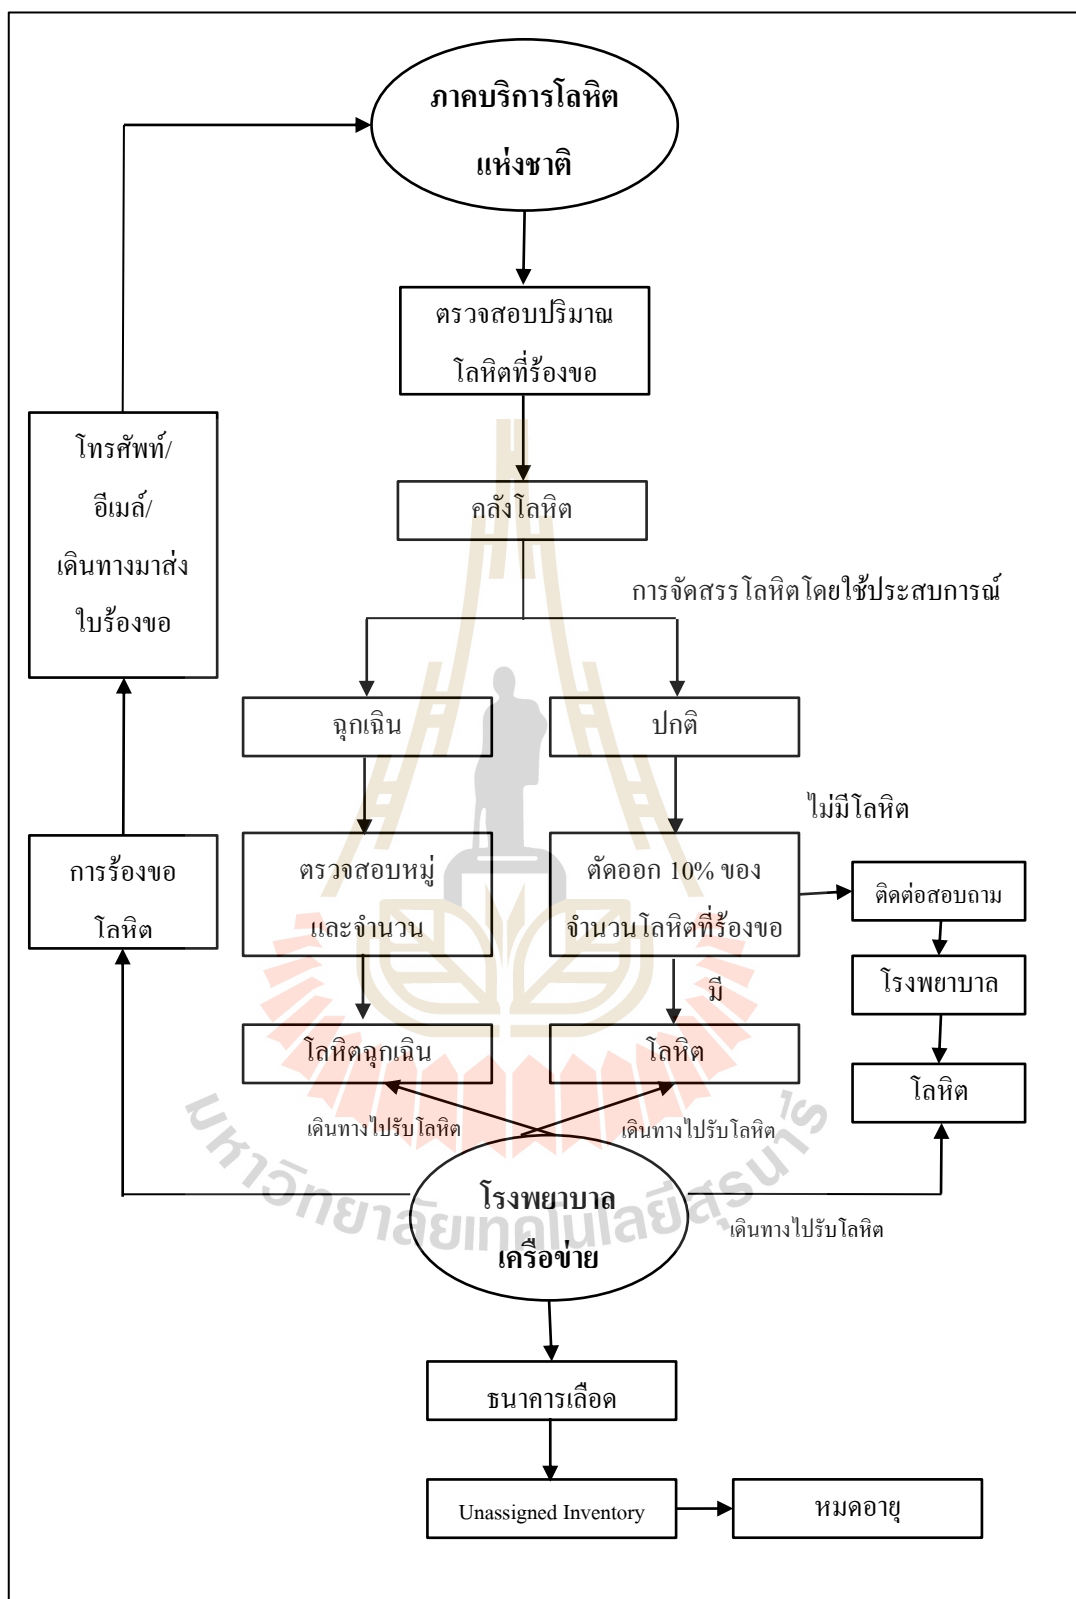 ภาคบริการโลหิต
แห่งชาติ
ตรวจสอบปริมาณ
โลหิตที่ร้องขอ
โทรศัพท์/
อีเมล์/
เดินทางมาส่ง
ใบร้องขอ
คลังโลหิต
การจัดสรรโลหิตโดยใช้ประสบการณ์
ฉุกเฉิน
ปกติ
ไม่มีโลหิต
การร้องขอ
โลหิต
ตรวจสอบหมู่
และจำนวน
ตัดออก 10% ของ
จำนวนโลหิตที่ร้องขอ
ติดต่อสอบถาม
โรงพยาบาล
มี
โลหิตฉุกเฉิน
โลหิต
โลหิต
เดินทางไปรับโลหิต
เดินทางไปรับโลหิต
โรงพยาบาล
เครือข่าย
เดินทางไปรับโลหิต
มหาวิทยาลัยเทคโนโลยีสุรนารี
ธนาคารเลือด
Unassigned Inventory
หมดอายุ